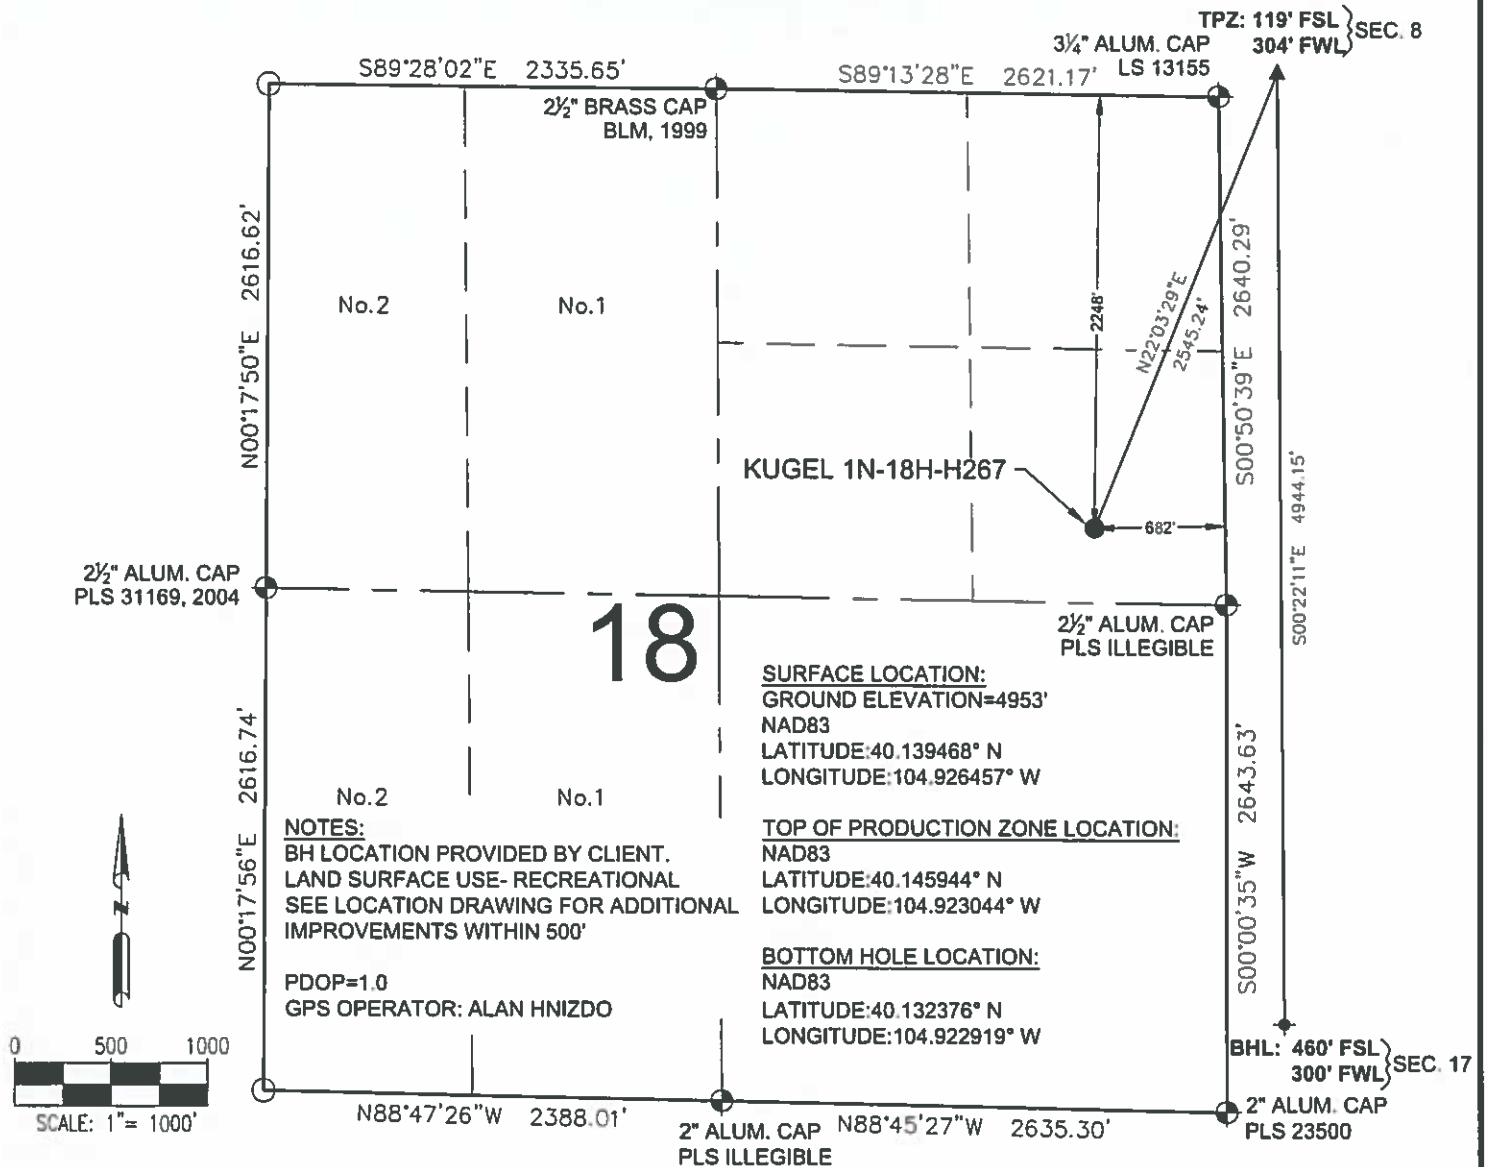 TPZ: 119' FSL
304' FWL
SEC. 8
3¼" ALUM. CAP
LS 13155
S89°28'02"E 2335.65'
S89°13'28"E 2621.17'
2½" BRASS CAP
BLM, 1999
N00°17'50"E 2616.62'
No.2
No.1
2248'
N22°03'29"E
2545.24'
S00°50'39"E 2640.29'
KUGEL 1N-18H-H267
682'
S00°22'11"E 4944.15'
2½" ALUM. CAP
PLS 31169, 2004
18
2½" ALUM. CAP
PLS ILLEGIBLE
SURFACE LOCATION:
GROUND ELEVATION=4953'
NAD83
LATITUDE:40.139468° N
LONGITUDE:104.926457° W
N00°17'56"E 2616.74'
No.2
No.1
S00°00'35"W 2643.63'
NOTES:
BH LOCATION PROVIDED BY CLIENT.
LAND SURFACE USE- RECREATIONAL
SEE LOCATION DRAWING FOR ADDITIONAL
IMPROVEMENTS WITHIN 500'
PDOP=1.0
GPS OPERATOR: ALAN HNIZDO
TOP OF PRODUCTION ZONE LOCATION:
NAD83
LATITUDE:40.145944° N
LONGITUDE:104.923044° W
BOTTOM HOLE LOCATION:
NAD83
LATITUDE:40.132376° N
LONGITUDE:104.922919° W
N
0 500 1000
SCALE: 1"= 1000'
BHL: 460' FSL
300' FWL
SEC. 17
N88°47'26"W 2388.01'
2" ALUM. CAP
PLS ILLEGIBLE
N88°45'27"W 2635.30'
2" ALUM. CAP
PLS 23500